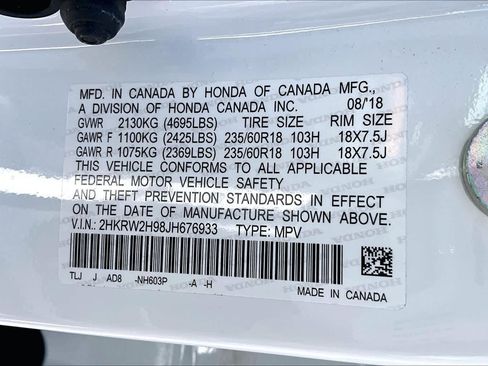 MFD. IN CANADA BY HONDA OF CANADA MFG.,
A DIVISION OF HONDA CANADA INC. 08/'18
GVWR 2130KG (4695LBS) TIRE SIZE RIM SIZE
GAWR F 1100KG (2425LBS) 235/60R18 103H 18X7.5J
GAWR R 1075KG (2369LBS) 235/60R18 103H 18X7.5J
THIS VEHICLE CONFORMS TO ALL APPLICABLE
FEDERAL MOTOR VEHICLE SAFETY
AND THEFT PREVENTION STANDARDS IN EFFECT
ON THE DATE OF MANUFACTURE SHOWN ABOVE.
V.I.N.: 2HKRW2H98JH676933 TYPE: MPV
TLJ J AD8 -NH603P -A -H
MADE IN CANADA